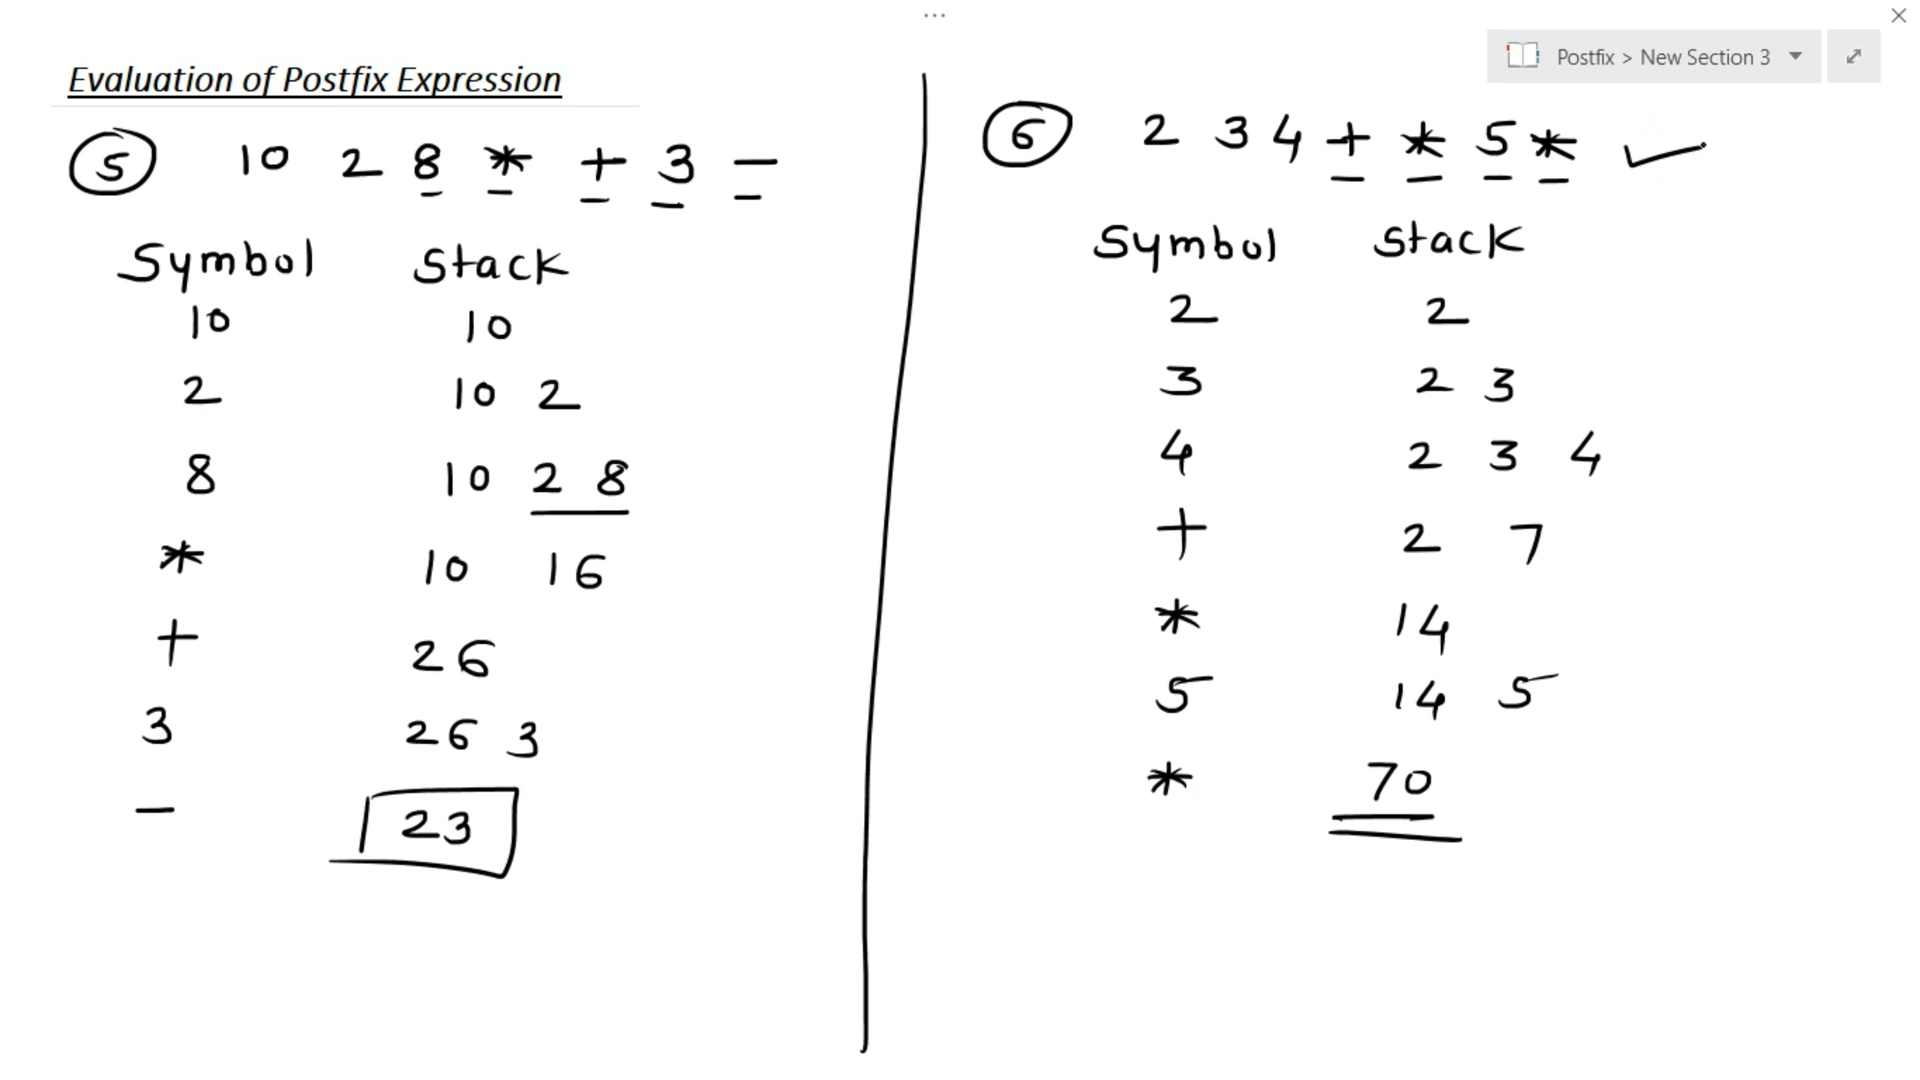 ...
Postfix > New Section 3
Evaluation of Postfix Expression
5 10 2 8 * + 3 -
Symbol Stack
10 10
2 10 2
8 10 2 8
* 10 16
+ 26
3 26 3
- 23
6 2 3 4 + * 5 *
Symbol Stack
2 2
3 2 3
4 2 3 4
+ 2 7
* 14
5 14 5
* 70